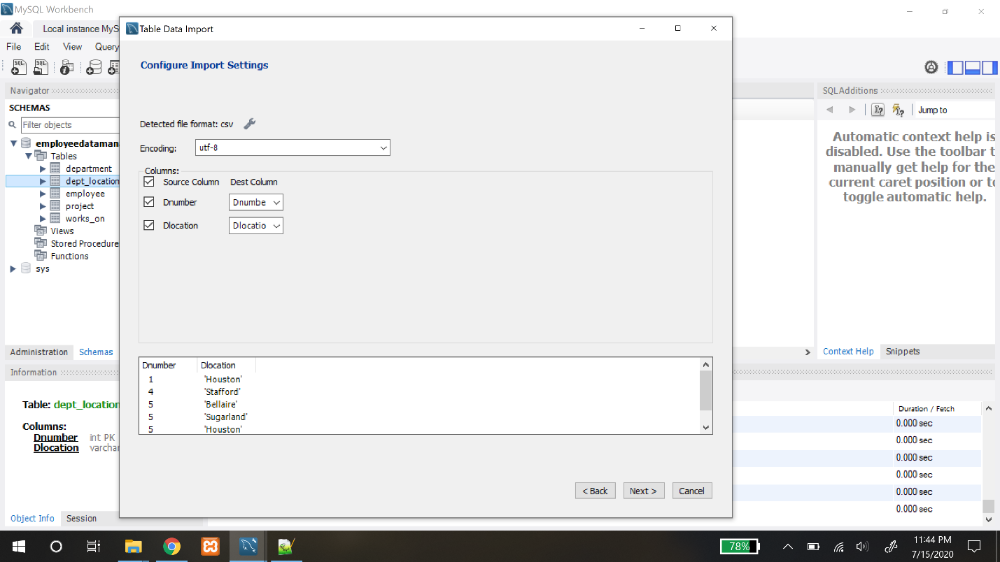 MySQL Workbench
Local instance MyS
File Edit View Query
Navigator
SCHEMAS
Filter objects
employeedataman
Tables
department
dept_location
employee
project
works_on
Views
Stored Procedure
Functions
sys
Administration Schemas
Information
Table: dept_location
Columns:
Dnumber int PK
Dlocation varchar
Object Info Session
Table Data Import
Configure Import Settings
Detected file format: csv
Encoding: utf-8
Columns:
Source Column Dest Column
Dnumber Dnumbe
Dlocation Dlocatio
Dnumber Dlocation
1 'Houston'
4 'Stafford'
5 'Bellaire'
5 'Sugarland'
5 'Houston'
< Back Next > Cancel
SQLAdditions
Jump to
Automatic context help is
disabled. Use the toolbar t
manually get help for the
current caret position or to
toggle automatic help.
Context Help Snippets
Duration / Fetch
0.000 sec
0.000 sec
0.000 sec
0.000 sec
0.000 sec
0.000 sec
78%
11:44 PM
7/15/2020